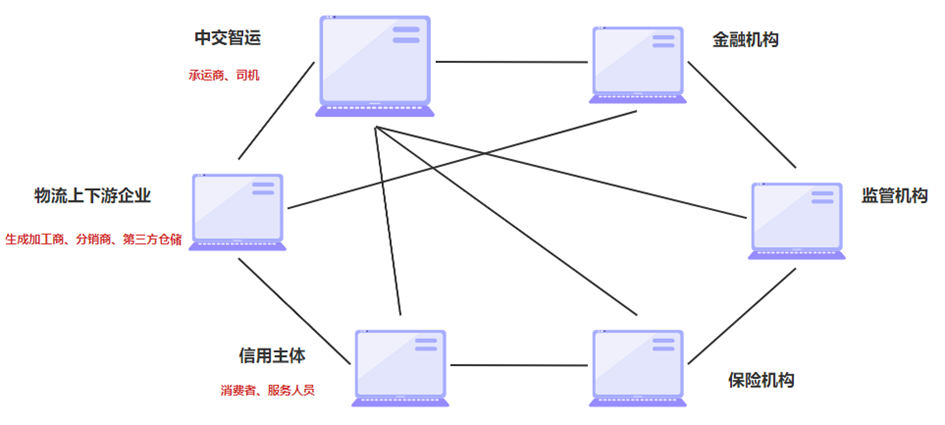 中交智运
承运商、司机
金融机构
物流上下游企业
生成加工商、分销商、第三方仓储
监管机构
信用主体
消费者、服务人员
保险机构